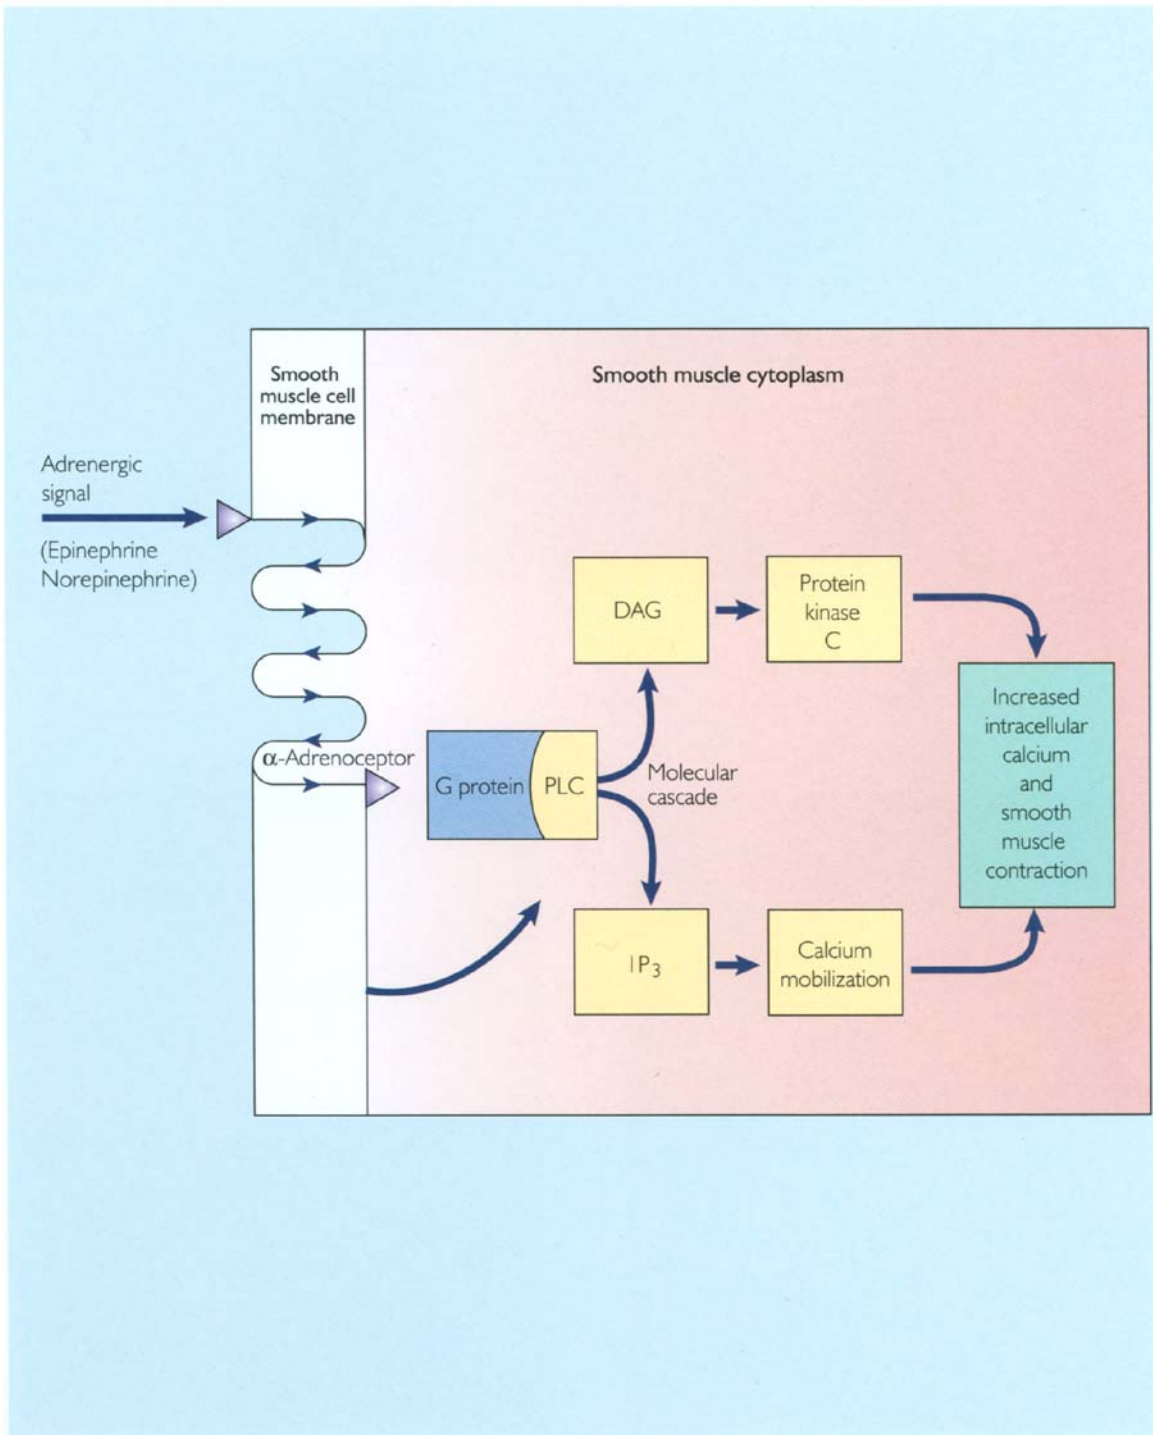 Smooth
muscle cell
membrane
Smooth muscle cytoplasm
Adrenergic
signal
(Epinephrine
Norepinephrine)
DAG
Protein
kinase
C
Increased
intracellular
calcium
and
smooth
muscle
contraction
α-Adrenoceptor
G protein
PLC
Molecular
cascade
IP₃
Calcium
mobilization